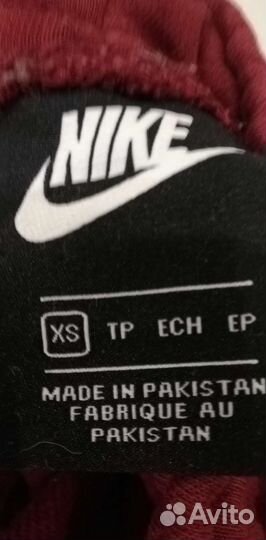 NIKE
XS TP ECH EP
MADE IN PAKISTAN
FABRIQUE AU
PAKISTAN
Avito